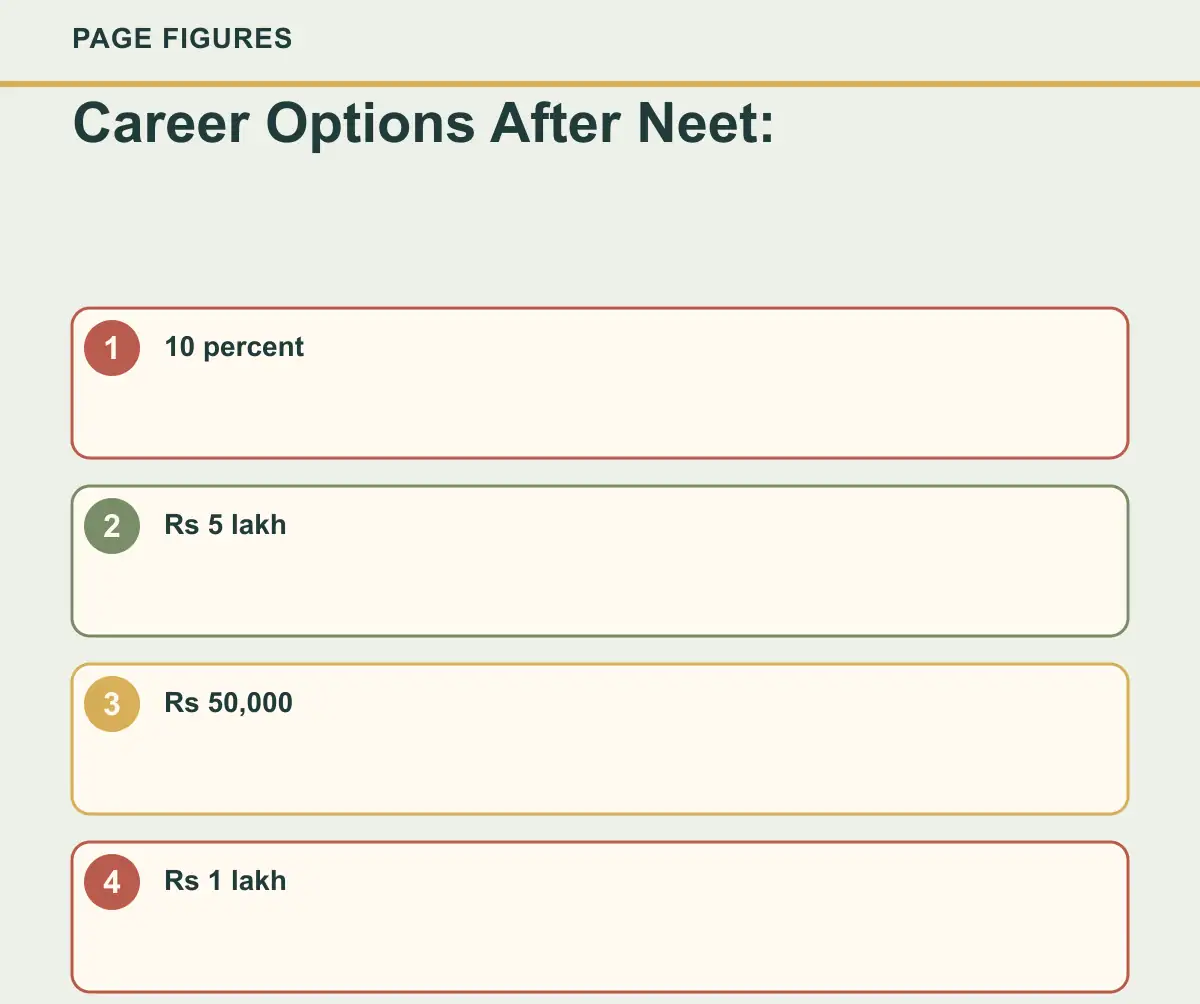 PAGE FIGURES
Career Options After Neet:
1 10 percent
2 Rs 5 lakh
3 Rs 50,000
4 Rs 1 lakh